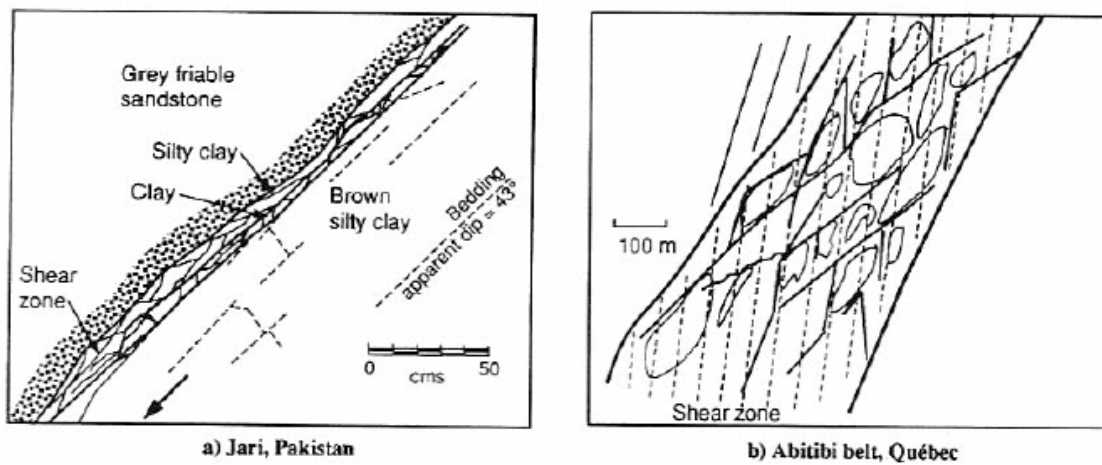 Grey friable
sandstone
Silty clay
Clay
Brown
silty clay
Bedding
apparent dip = 43°
Shear
zone
0
50
cms
a) Jari, Pakistan
100 m
Shear zone
b) Abitibi belt, Québec